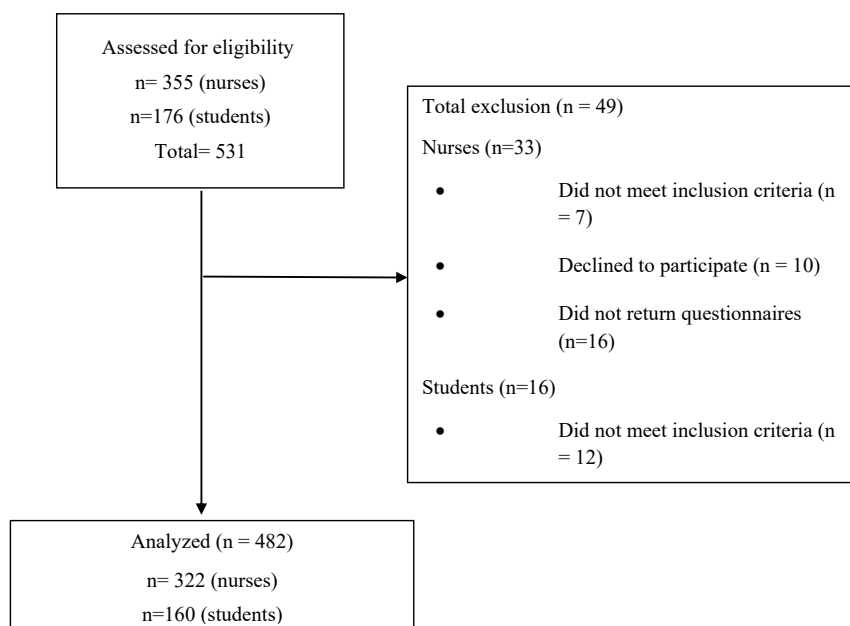 Assessed for eligibility
n= 355 (nurses)
n=176 (students)
Total= 531
Total exclusion (n = 49)
Nurses (n=33)
• Did not meet inclusion criteria (n
= 7)
• Declined to participate (n = 10)
• Did not return questionnaires
(n=16)
Students (n=16)
• Did not meet inclusion criteria (n
= 12)
Analyzed (n = 482)
n= 322 (nurses)
n=160 (students)